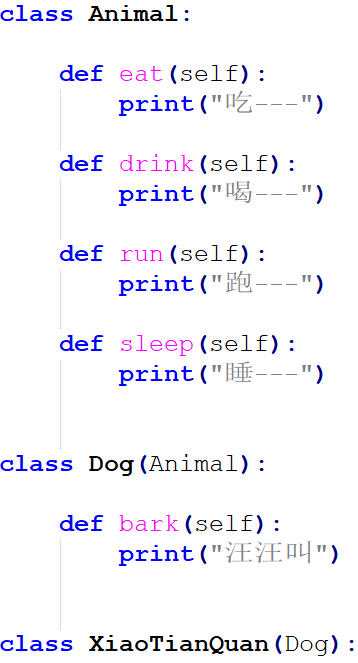 class Animal:
    def eat(self):
        print("吃---")
    def drink(self):
        print("喝---")
    def run(self):
        print("跑---")
    def sleep(self):
        print("睡---")
class Dog(Animal):
    def bark(self):
        print("汪汪叫")
class XiaoTianQuan(Dog):